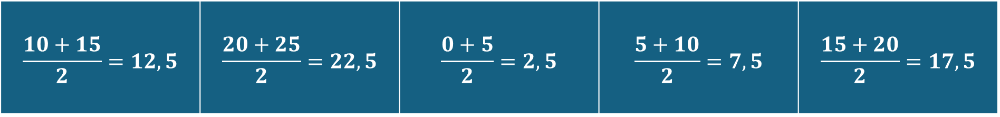 (10 + 15)/2 = 12,5
(20 + 25)/2 = 22,5
(0 + 5)/2 = 2,5
(5 + 10)/2 = 7,5
(15 + 20)/2 = 17,5